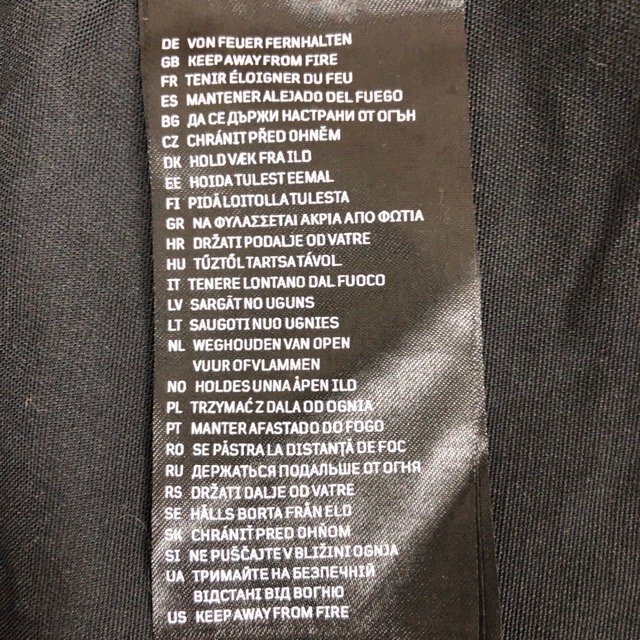 DE VON FEUER FERNHALTEN
GB KEEP AWAY FROM FIRE
FR TENIR ÉLOIGNER DU FEU
ES MANTENER ALEJADO DEL FUEGO
BG ДА СЕ ДЪРЖИ НАСТРАНИ ОТ ОГЪН
CZ CHRÁNIT PŘED OHNĚM
DK HOLD VÆK FRA ILD
EE HOIDA TULEST EEMAL
FI PIDÄ LOITOLLA TULESTA
GR ΝΑ ΦΥΛΑΣΣΕΤΑΙ ΑΚΡΙΑ ΑΠΟ ΦΩΤΙΑ
HR DRŽATI PODALJE OD VATRE
HU TŰZTŐL TARTSA TÁVOL.
IT TENERE LONTANO DAL FUOCO
LV SARGĀT NO UGUNS
LT SAUGOTI NUO UGNIES
NL WEGHOUDEN VAN OPEN
VUUR OF VLAMMEN
NO HOLDES UNNA ÅPEN ILD
PL TRZYMAĆ Z DALA OD OGNIA
PT MANTER AFASTADO DO FOGO
RO SE PĂSTRA LA DISTANȚĂ DE FOC
RU ДЕРЖАТЬСЯ ПОДАЛЬШЕ ОТ ОГНЯ
RS DRŽATI DALJE OD VATRE
SE HÅLLS BORTA FRÅN ELD
SK CHRÁNIŤ PRED OHŇOM
SI NE PUŠČAJTE V BLIŽINI OGNJA
UA ТРИМАЙТЕ НА БЕЗПЕЧНІЙ
ВІДСТАНІ ВІД ВОГНЮ
US KEEP AWAY FROM FIRE